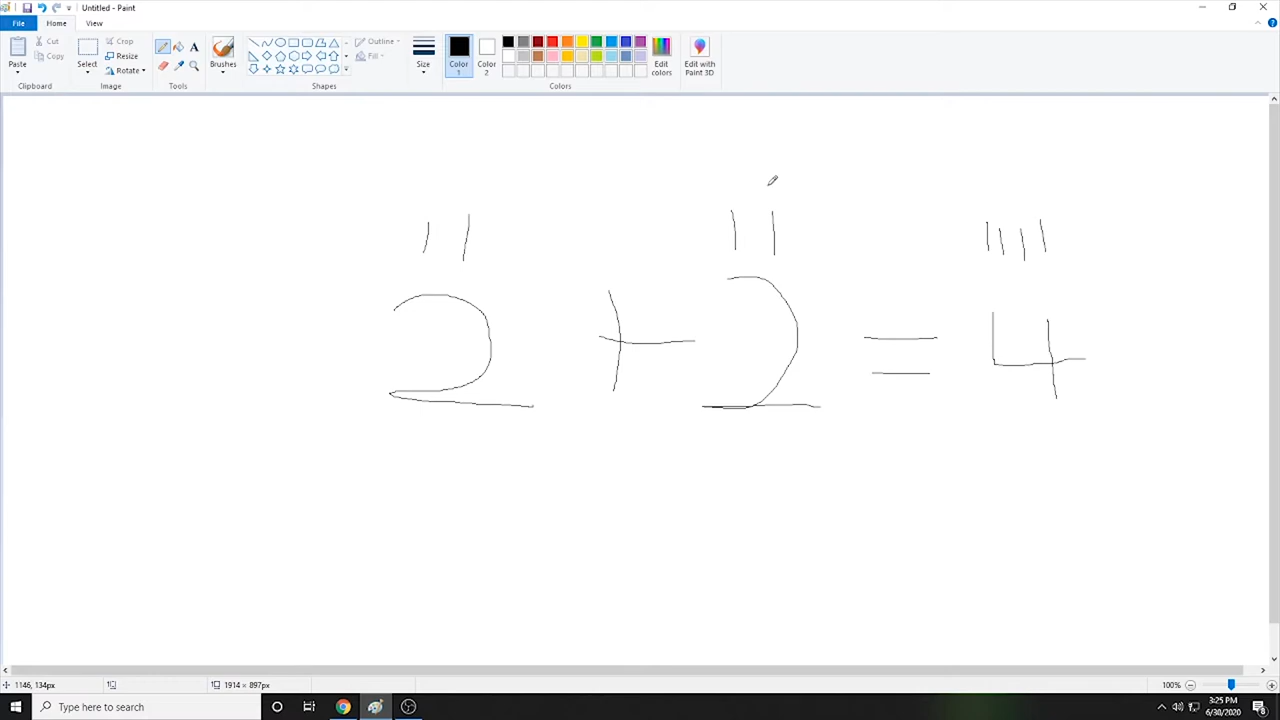 Untitled - Paint
File Home View
Paste
Cut
Copy
Clipboard
Select
Crop
Resize
Rotate
Image
Tools
Brushes
Outline
Fill
Shapes
Size
Color 1
Color 2
Edit colors
Colors
Edit with Paint 3D
|| || ||||
2 + 2 = 4
1146, 134px
1914 × 897px
100%
Type here to search
3:25 PM
6/30/2020